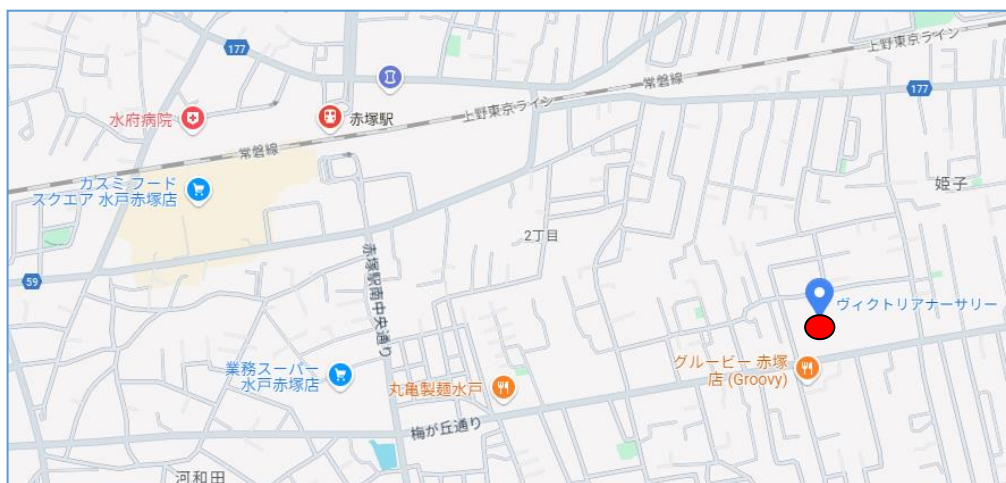 上野東京ライン
177
常磐線
177
水府病院
赤塚駅
上野東京ライン
常磐線
カスミ フード
スクエア 水戸赤塚店
姫子
2丁目
59
赤塚駅南中央通り
ヴィクトリアナーサリー
業務スーパー
水戸赤塚店
丸亀製麺水戸
グルービー 赤塚
店 (Groovy)
梅が丘通り
河和田